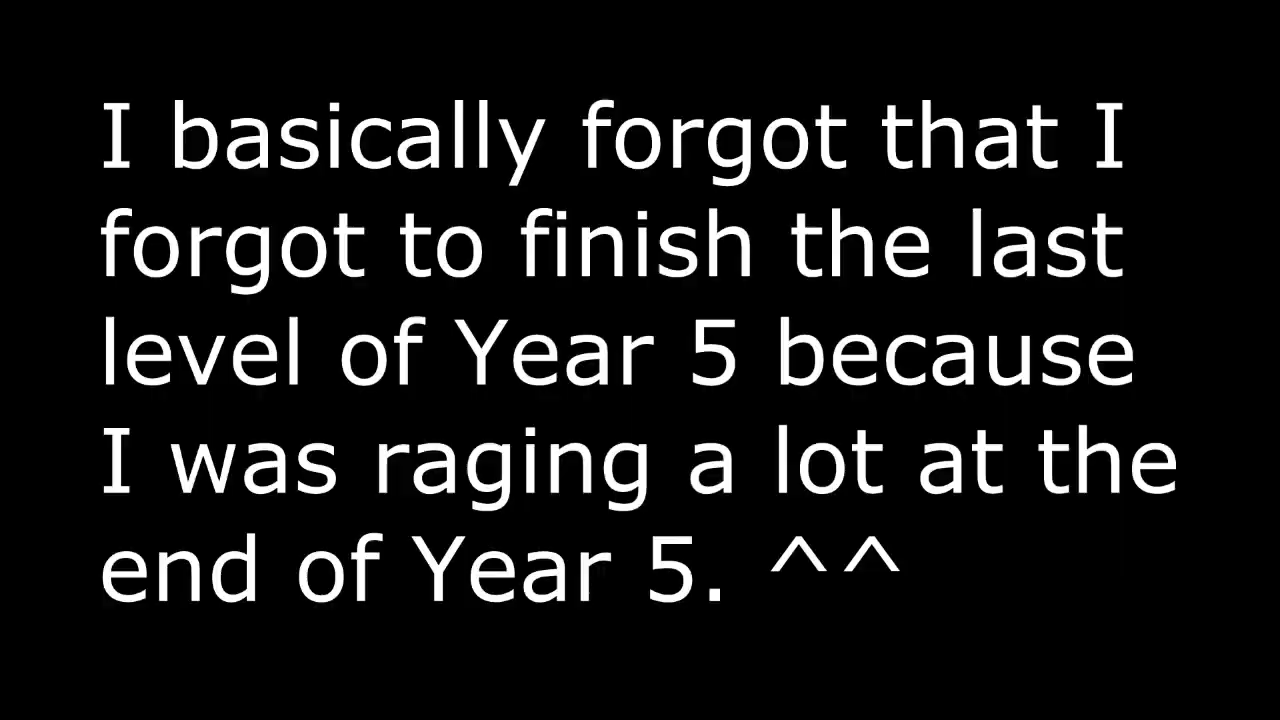 I basically forgot that I
forgot to finish the last
level of Year 5 because
I was raging a lot at the
end of Year 5. ^^